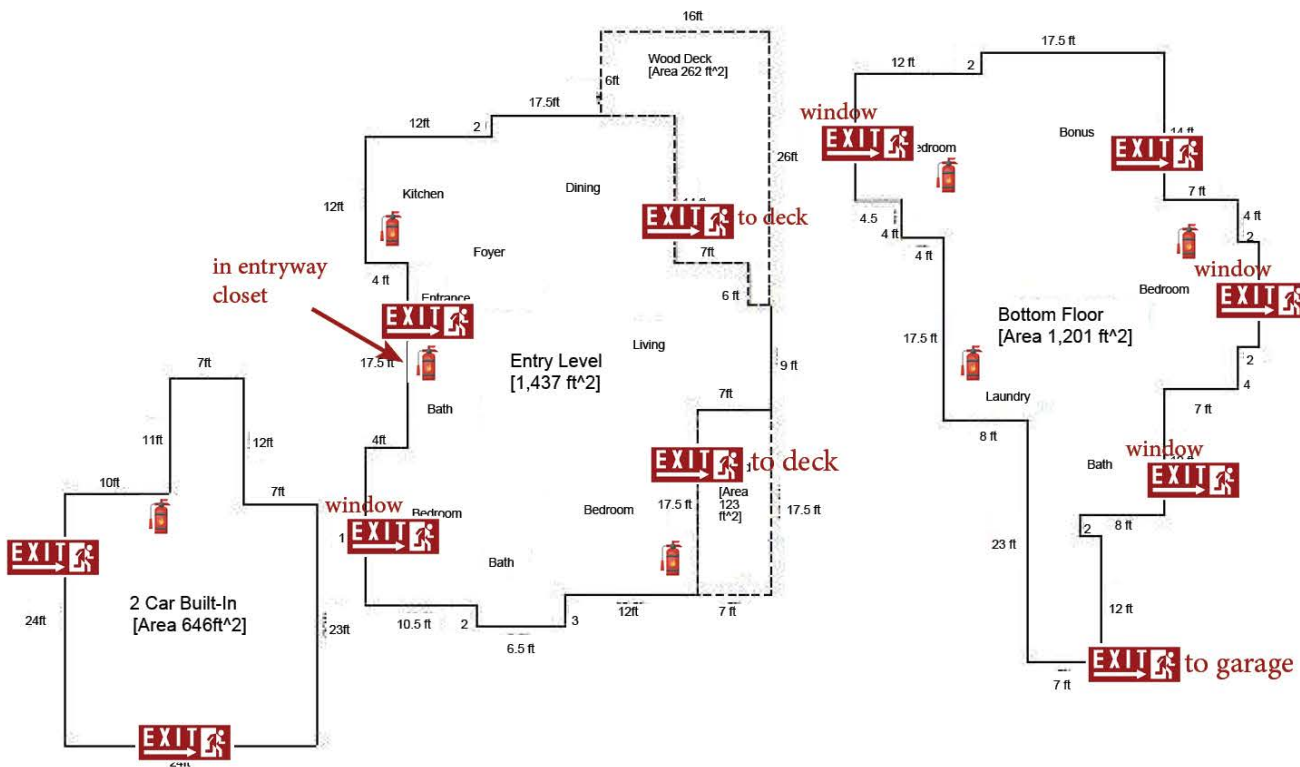 7ft
11ft
12ft
10ft
7ft
EXIT
2 Car Built-In
[Area 646ft^2]
24ft
23ft
EXIT
16ft
Wood Deck
[Area 262 ft^2]
6ft
17.5ft
12ft
2
26ft
Kitchen
Dining
12ft
EXIT
to deck
Foyer
7ft
in entryway
closet
4 ft
6 ft
Entrance
EXIT
17.5 ft
Entry Level
[1,437 ft^2]
Living
9 ft
Bath
7ft
4ft
EXIT
to deck
window
Bedroom
EXIT
Bedroom
17.5 ft
[Area
123
ft^2]
17.5 ft
1
Bath
10.5 ft
2
6.5 ft
3
12ft
7 ft
17.5 ft
12 ft
2
window
EXIT
edroom
Bonus
14 ft
EXIT
4.5
4 ft
4 ft
7 ft
4 ft
2
window
Bedroom
EXIT
17.5 ft
Bottom Floor
[Area 1,201 ft^2]
2
4
7 ft
Laundry
8 ft
window
Bath
EXIT
8 ft
2
23 ft
12 ft
7 ft
EXIT
to garage